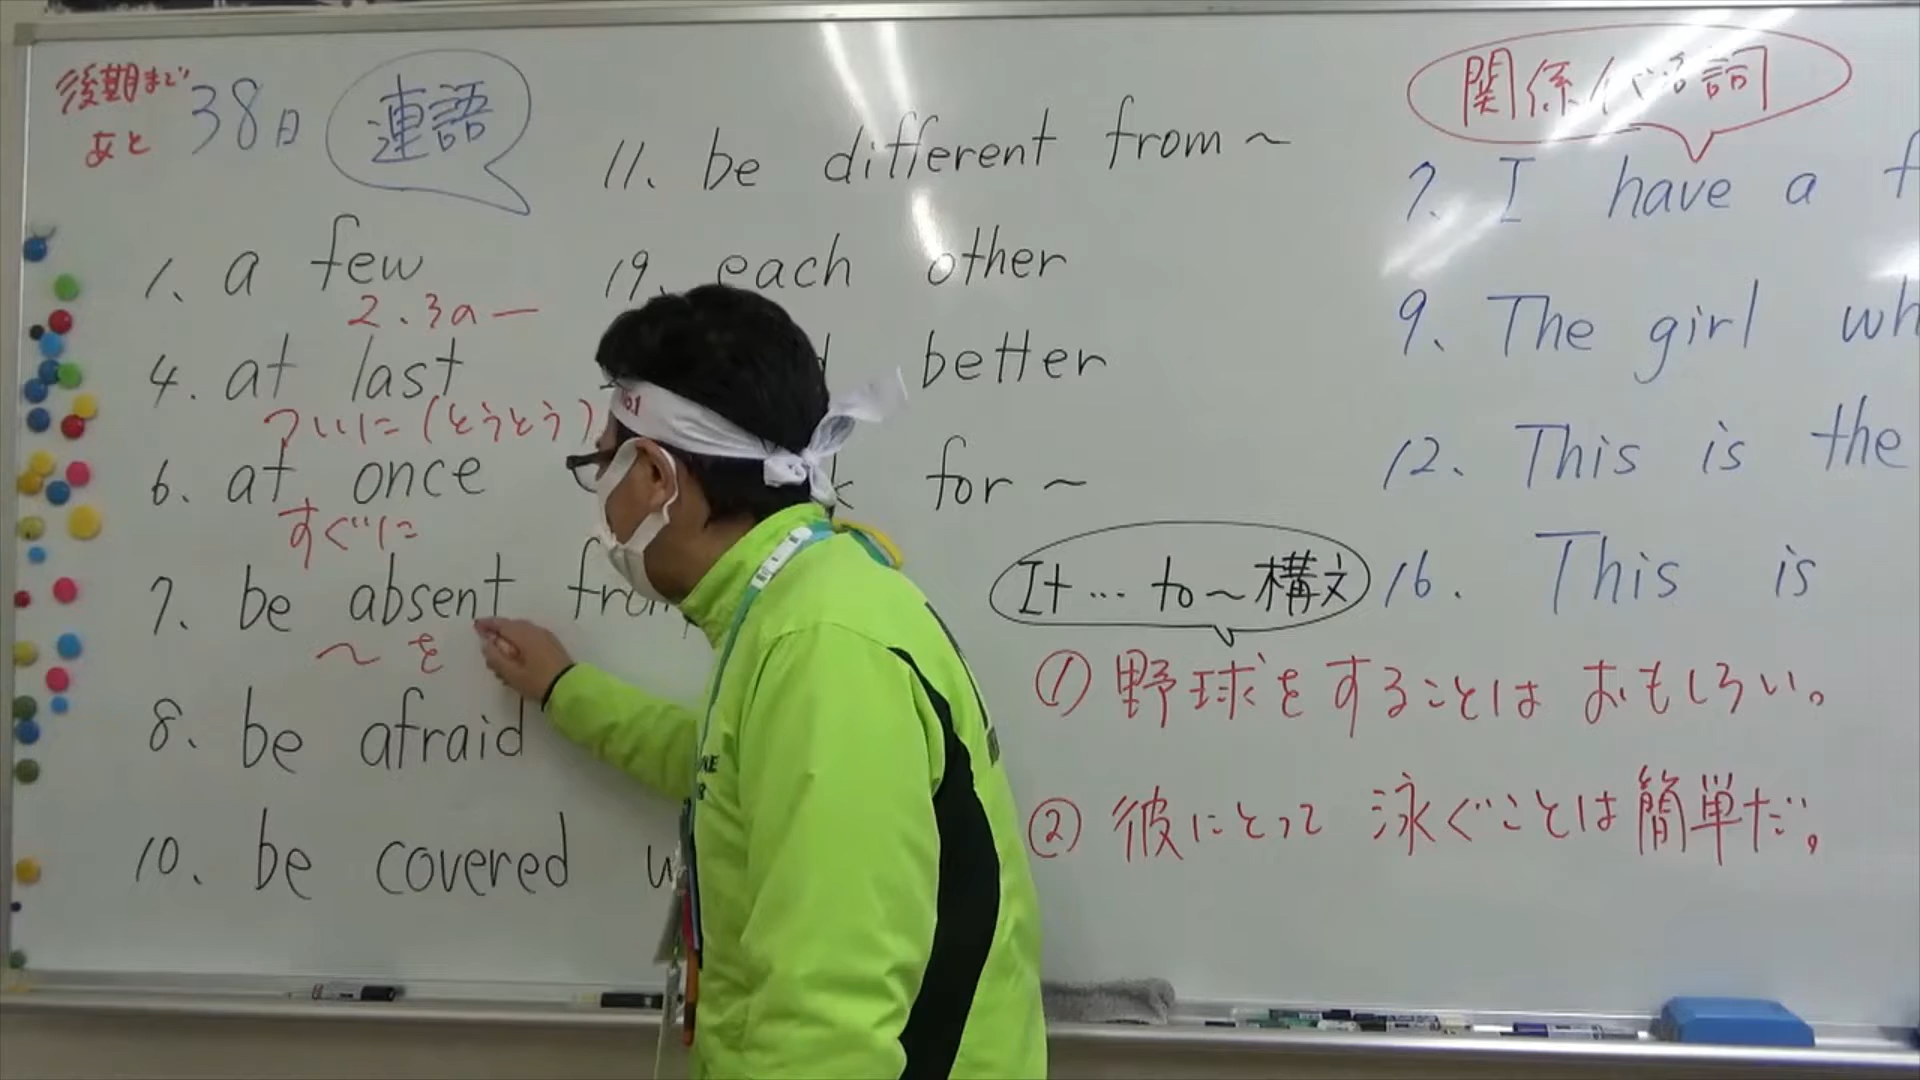 後期まで
あと 38日
連語
1. a few
2.3のー
4. at last
ついに(とうとう)
6. at once
すぐに
7. be absent from
〜を
8. be afraid
10. be covered w
11. be different from 〜
19. each other
better
for 〜
It … to 〜 構文
① 野球をすることは おもしろい。
② 彼にとって 泳ぐことは簡単だ。
関係代名詞
7. I have a f
9. The girl wh
12. This is the
16. This is